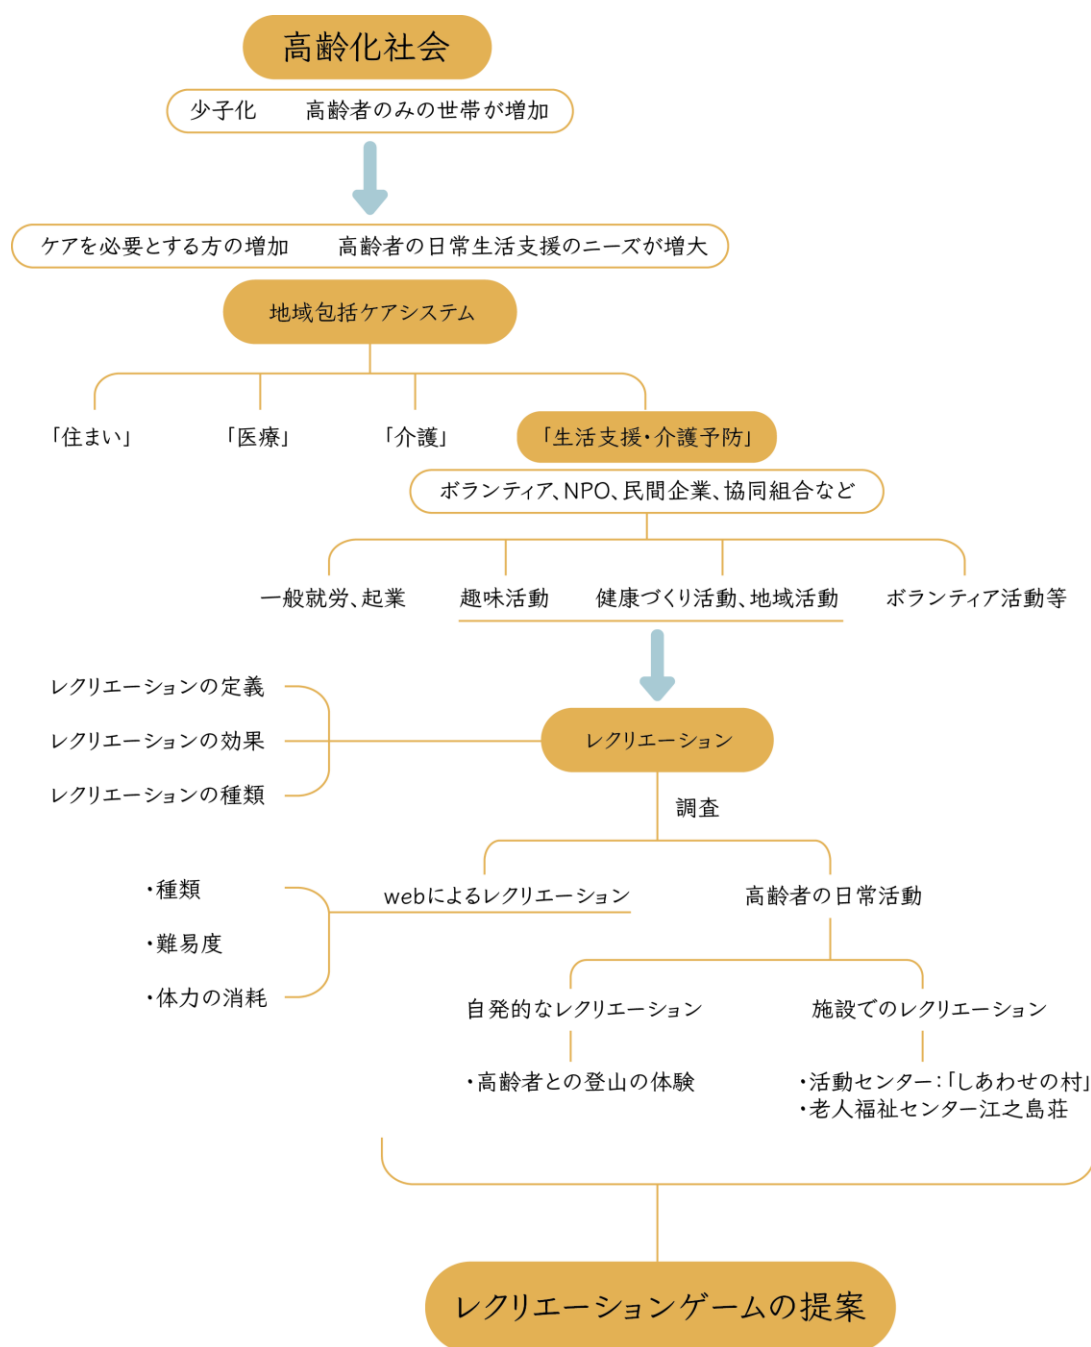 高齢化社会
少子化　　高齢者のみの世帯が増加
ケアを必要とする方の増加　　高齢者の日常生活支援のニーズが増大
地域包括ケアシステム
「住まい」
「医療」
「介護」
「生活支援・介護予防」
ボランティア、NPO、民間企業、協同組合など
一般就労、起業
趣味活動
健康づくり活動、地域活動
ボランティア活動等
レクリエーションの定義
レクリエーションの効果
レクリエーションの種類
レクリエーション
調査
・種類
・難易度
・体力の消耗
webによるレクリエーション
高齢者の日常活動
自発的なレクリエーション
施設でのレクリエーション
・高齢者との登山の体験
・活動センター：「しあわせの村」
・老人福祉センター江之島荘
レクリエーションゲームの提案